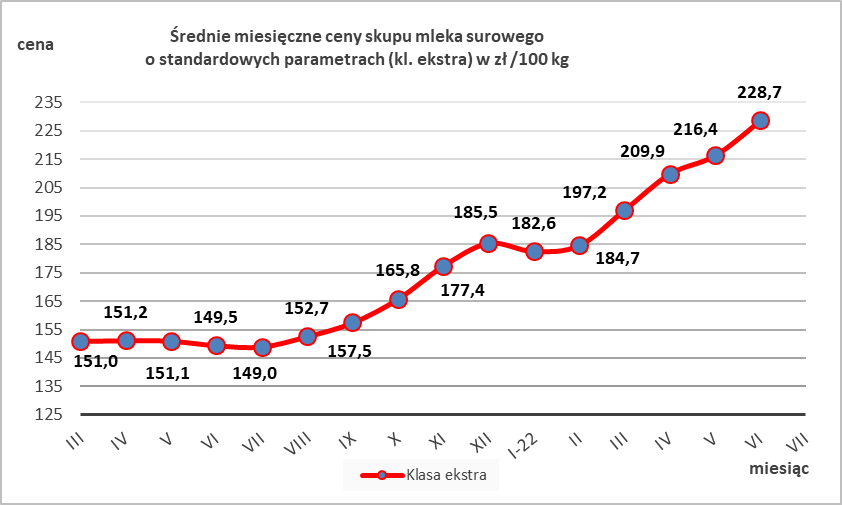 Średnie miesięczne ceny skupu mleka surowego
o standardowych parametrach (kl. ekstra) w zł /100 kg
cena
235
225
215
205
195
185
175
165
155
145
135
125
151,0
151,2
151,1
149,5
149,0
152,7
157,5
165,8
177,4
185,5
182,6
184,7
197,2
209,9
216,4
228,7
III
IV
V
VI
VII
VIII
IX
X
XI
XII
I-22
II
III
IV
V
VI
VII
miesiąc
Klasa ekstra